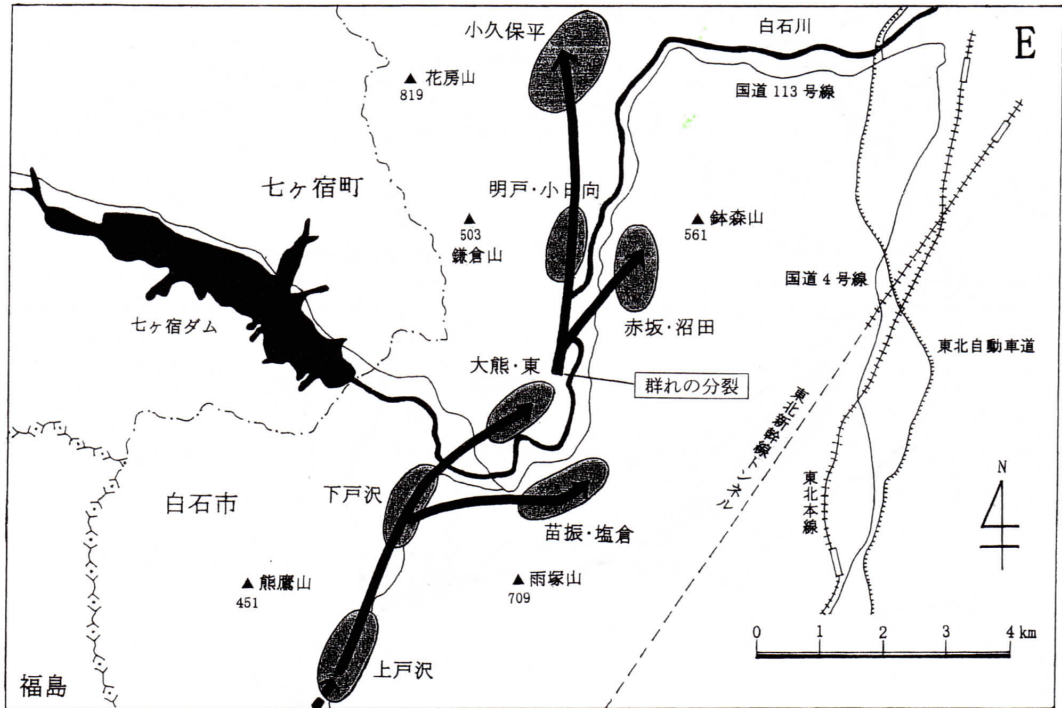 小久保平
白石川
E
▲ 花房山
819
国道 113 号線
七ヶ宿町
明戸・小日向
▲
503
鎌倉山
▲ 鉢森山
561
国道 4 号線
七ヶ宿ダム
赤坂・沼田
東北自動車道
大熊・東
群れの分裂
東北新幹線トンネル
N
下戸沢
白石市
苗振・塩倉
東北本線
▲ 熊鷹山
451
▲ 雨塚山
709
0 1 2 4 km
上戸沢
福島